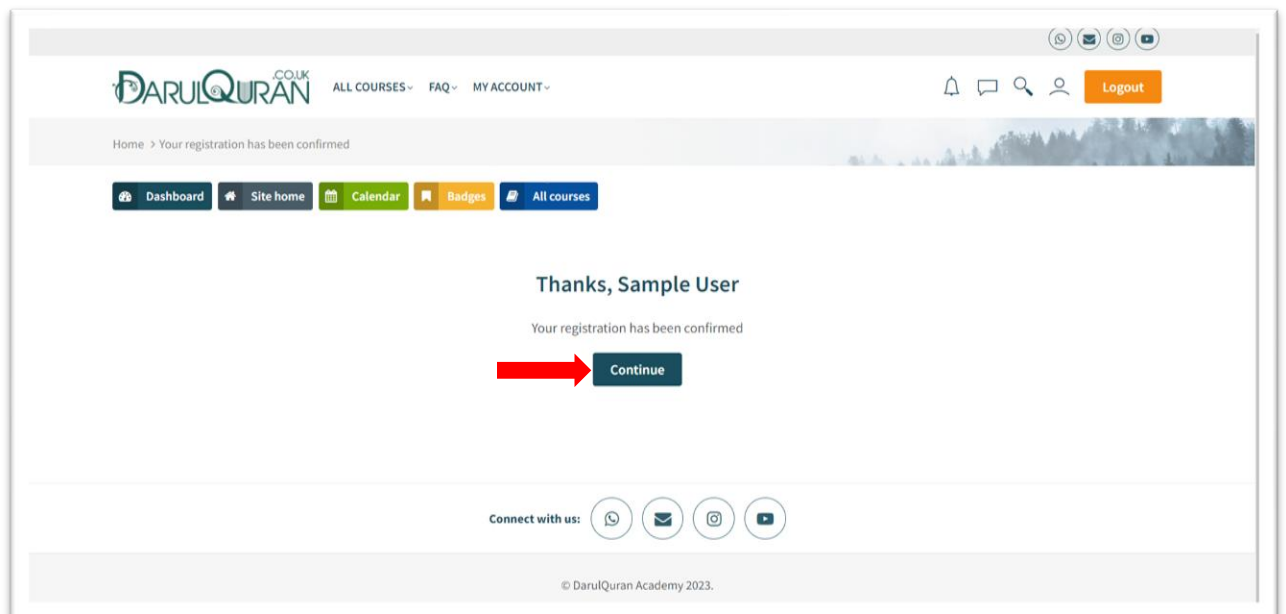 DARULQURAN .CO.UK
ALL COURSES FAQ MY ACCOUNT
Logout
Home > Your registration has been confirmed
Dashboard Site home Calendar Badges All courses
Thanks, Sample User
Your registration has been confirmed
Continue
Connect with us:
© DarulQuran Academy 2023.